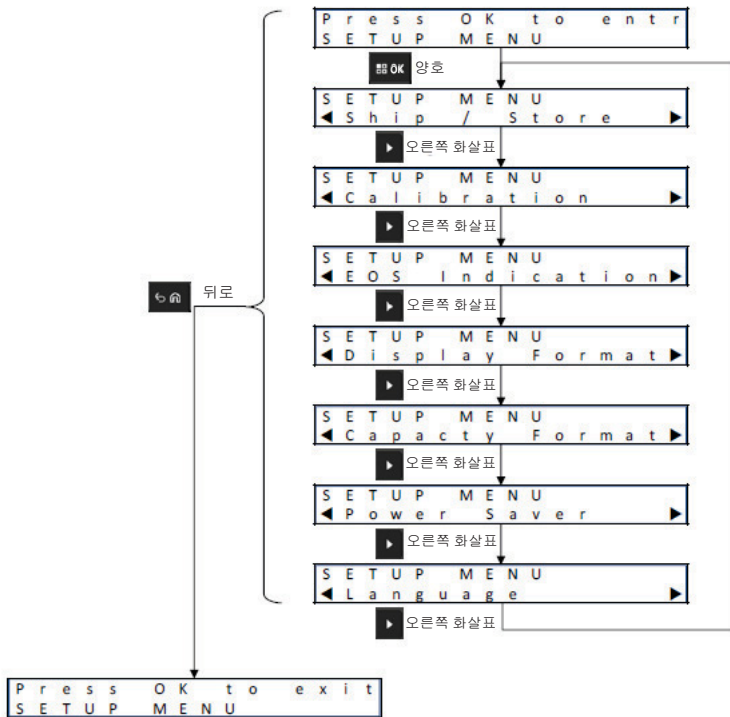 Press OK to entr
SETUP MENU
OK 양호
SETUP MENU
◀Ship / Store ▶
오른쪽 화살표
SETUP MENU
◀Calibration ▶
오른쪽 화살표
SETUP MENU
◀EOS Indication▶
뒤로
오른쪽 화살표
SETUP MENU
◀Display Format▶
오른쪽 화살표
SETUP MENU
◀Capacty Format▶
오른쪽 화살표
SETUP MENU
◀Power Saver ▶
오른쪽 화살표
SETUP MENU
◀Language ▶
오른쪽 화살표
Press OK to exit
SETUP MENU